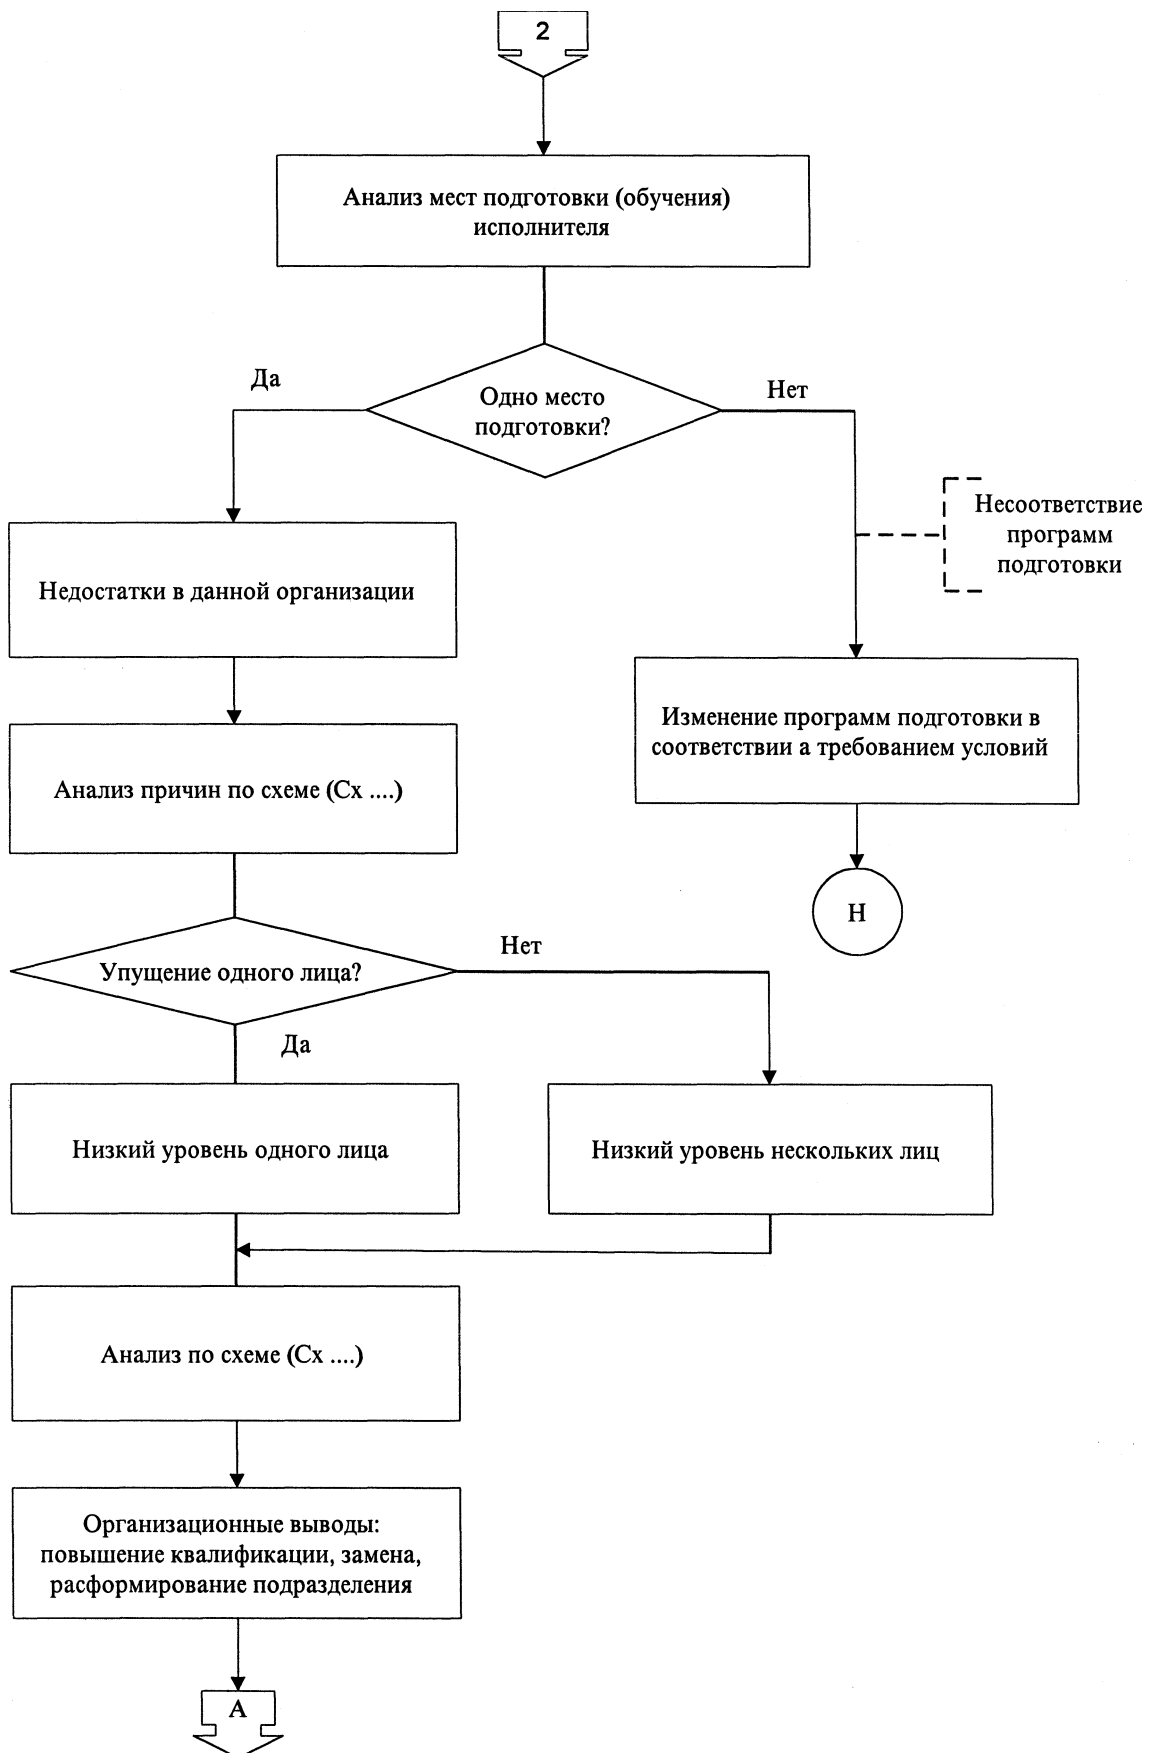 2
Анализ мест подготовки (обучения)
исполнителя
Да
Нет
Одно место
подготовки?
Несоответствие
программ
подготовки
Недостатки в данной организации
Изменение программ подготовки в
соответствии а требованием условий
Анализ причин по схеме (Сх ....)
Н
Нет
Упущение одного лица?
Да
Низкий уровень одного лица
Низкий уровень нескольких лиц
Анализ по схеме (Сх ....)
Организационные выводы:
повышение квалификации, замена,
расформирование подразделения
А